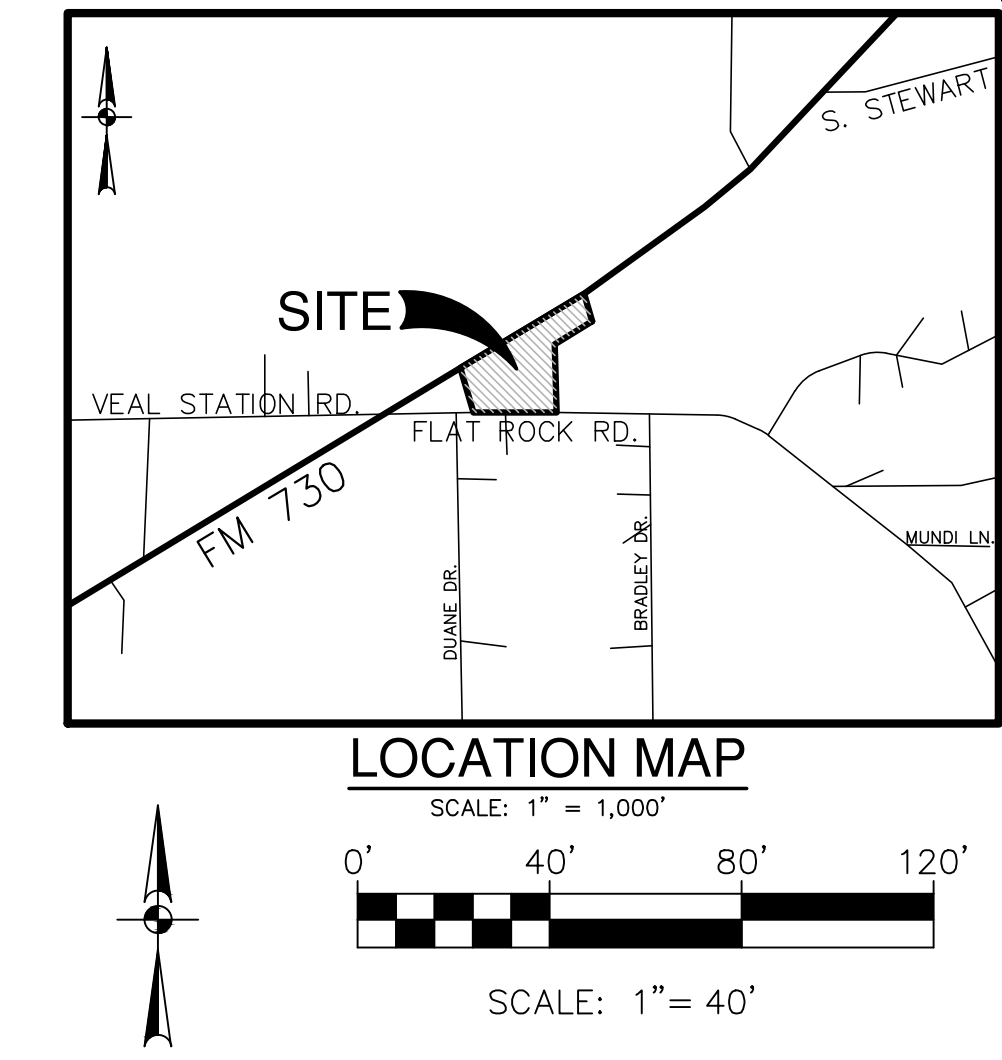 S. STEWART
SITE
VEAL STATION RD.
FLAT ROCK RD.
FM 730
MUNDI LN.
DUANE DR.
BRADLEY DR.
LOCATION MAP
SCALE: 1" = 1,000'
0' 40' 80' 120'
SCALE: 1"= 40'